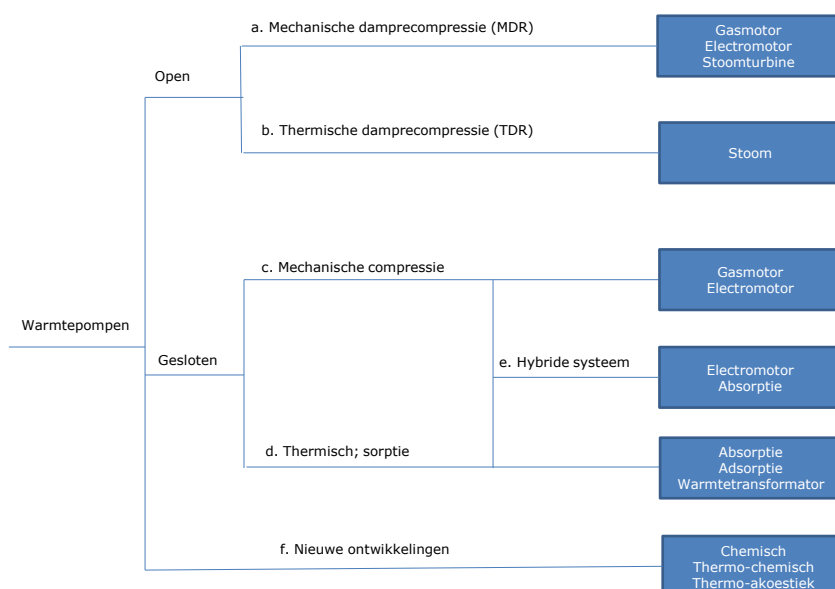 a. Mechanische damprecompressie (MDR)
Gasmotor
Electromotor
Stoomturbine
Open
b. Thermische damprecompressie (TDR)
Stoom
c. Mechanische compressie
Gasmotor
Electromotor
Warmtepompen
Gesloten
e. Hybride systeem
Electromotor
Absorptie
d. Thermisch; sorptie
Absorptie
Adsorptie
Warmtetransformator
f. Nieuwe ontwikkelingen
Chemisch
Thermo-chemisch
Thermo-akoestiek